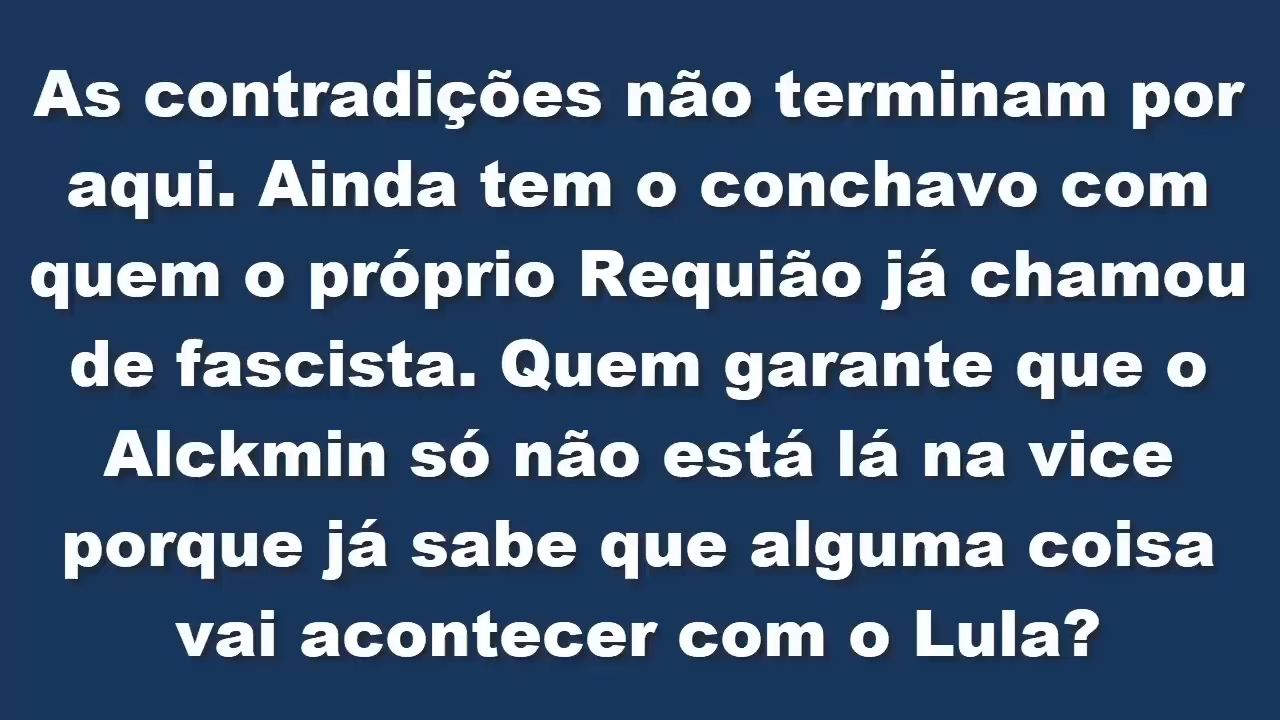 As contradições não terminam por
aqui. Ainda tem o conchavo com
quem o próprio Requião já chamou
de fascista. Quem garante que o
Alckmin só não está lá na vice
porque já sabe que alguma coisa
vai acontecer com o Lula?